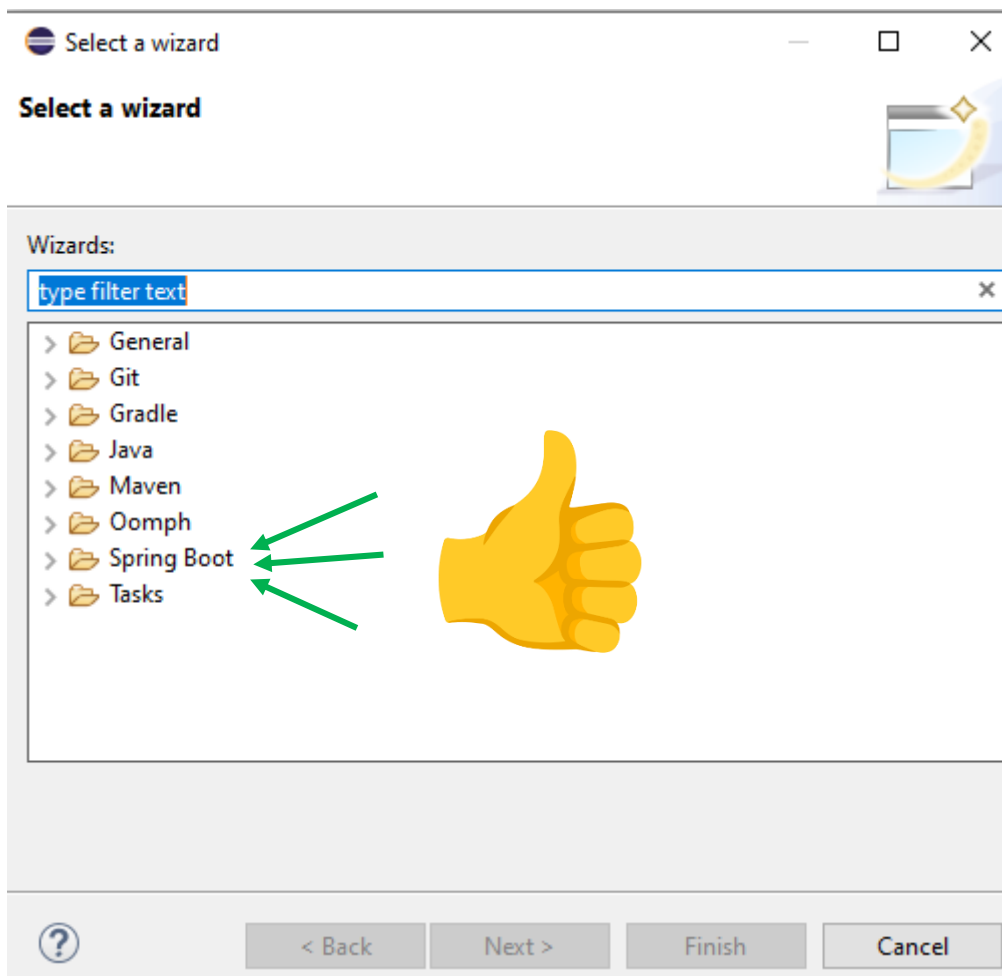 Select a wizard
Select a wizard
Wizards:
type filter text
General
Git
Gradle
Java
Maven
Oomph
Spring Boot
Tasks
? < Back Next > Finish Cancel